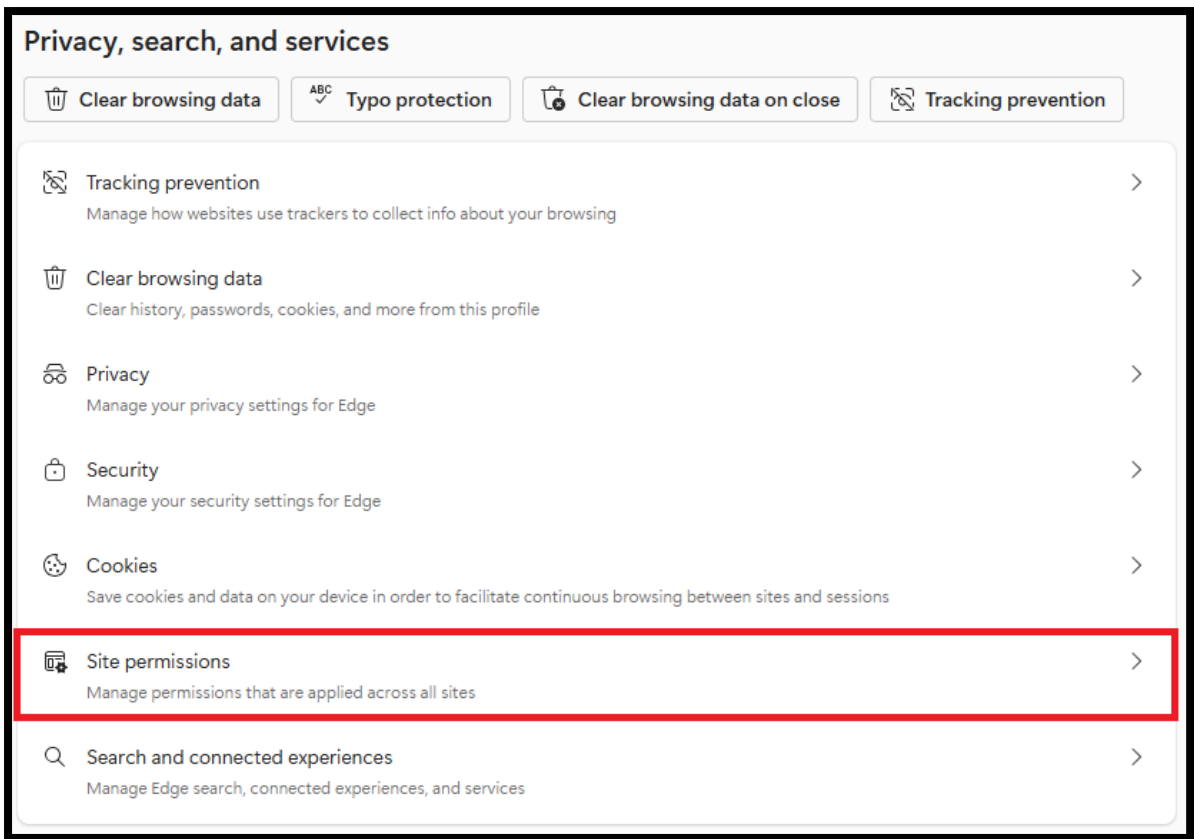 Privacy, search, and services
Clear browsing data
ABC Typo protection
Clear browsing data on close
Tracking prevention
Tracking prevention
Manage how websites use trackers to collect info about your browsing
Clear browsing data
Clear history, passwords, cookies, and more from this profile
Privacy
Manage your privacy settings for Edge
Security
Manage your security settings for Edge
Cookies
Save cookies and data on your device in order to facilitate continuous browsing between sites and sessions
Site permissions
Manage permissions that are applied across all sites
Search and connected experiences
Manage Edge search, connected experiences, and services